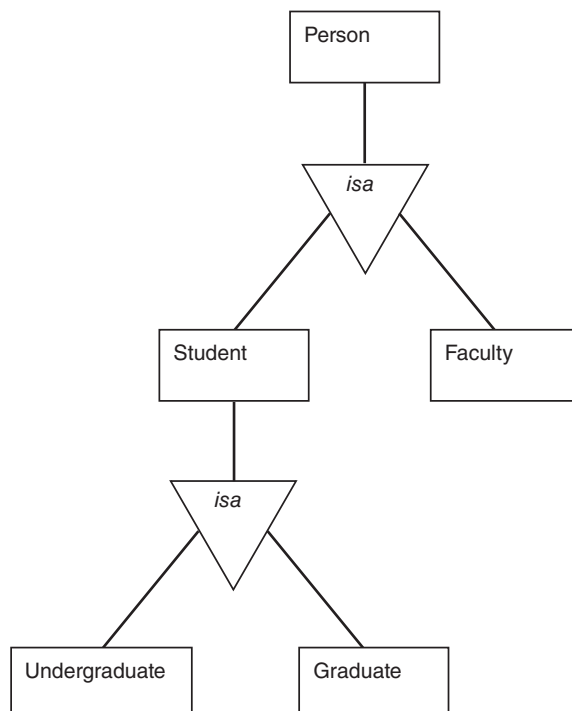 Person
isa
Student
Faculty
isa
Undergraduate
Graduate